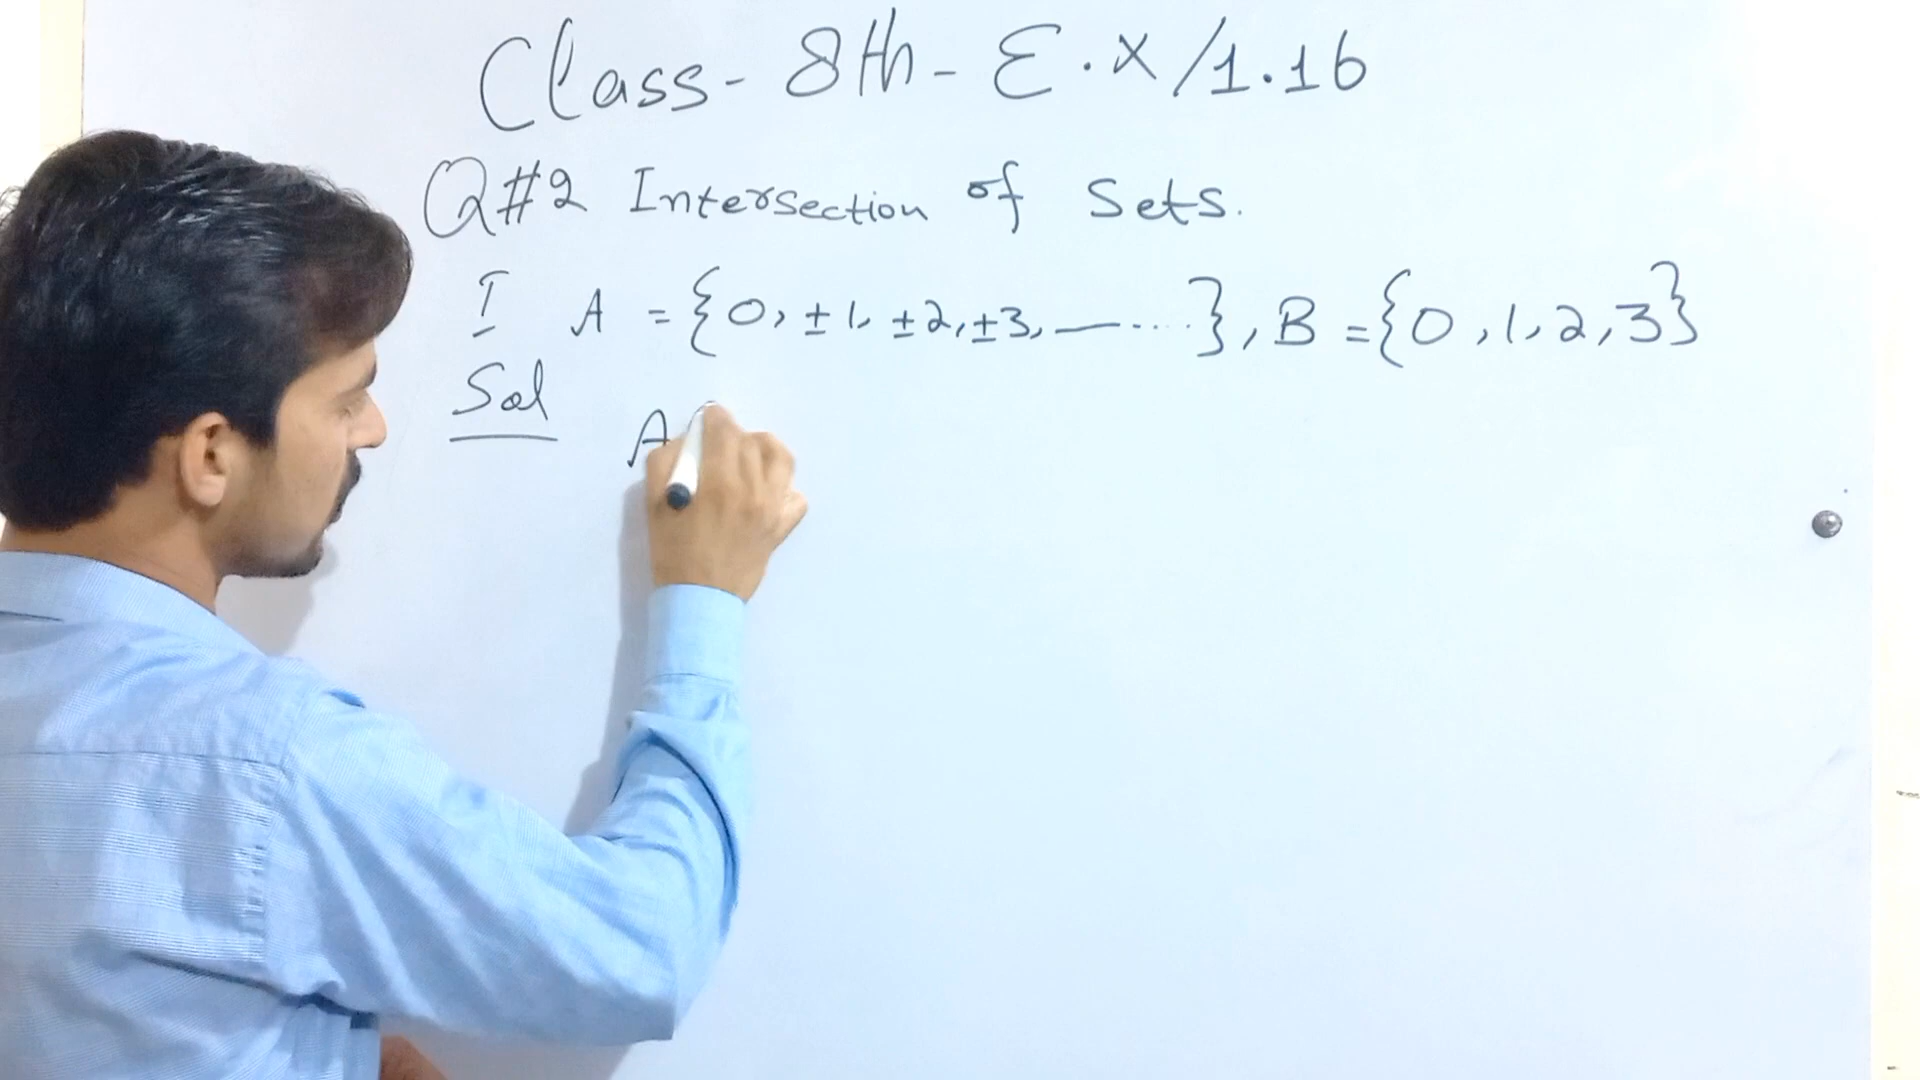 Class - 8th - E.x/1.16
Q#2 Intersection of Sets.
I A = {0, ±1, ±2, ±3, — ....}, B = {0, 1, 2, 3}
Sol A